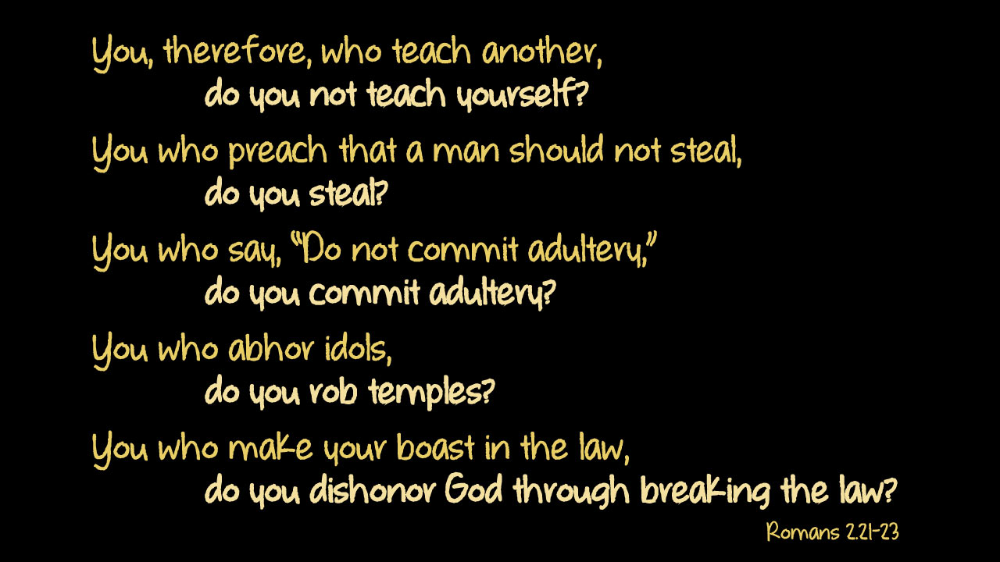 You, therefore, who teach another,
do you not teach yourself?
You who preach that a man should not steal,
do you steal?
You who say, “Do not commit adultery,”
do you commit adultery?
You who abhor idols,
do you rob temples?
You who make your boast in the law,
do you dishonor God through breaking the law?
Romans 2.21-23